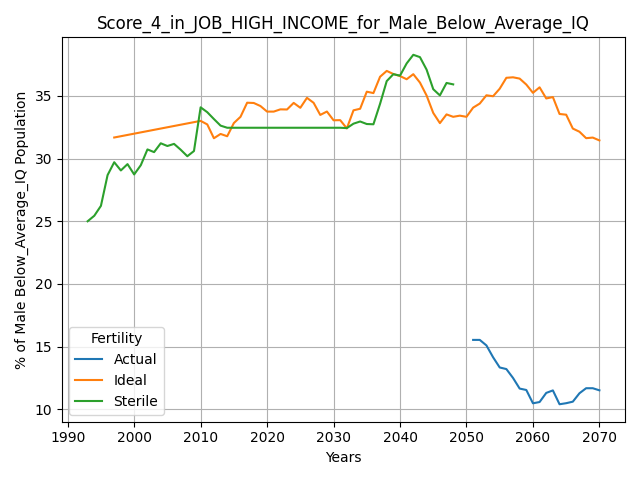 Score_4_in_JOB_HIGH_INCOME_for_Male_Below_Average_IQ
% of Male Below_Average_IQ Population
35
30
25
20
15
10
Fertility
Actual
Ideal
Sterile
1990 2000 2010 2020 2030 2040 2050 2060 2070
Years